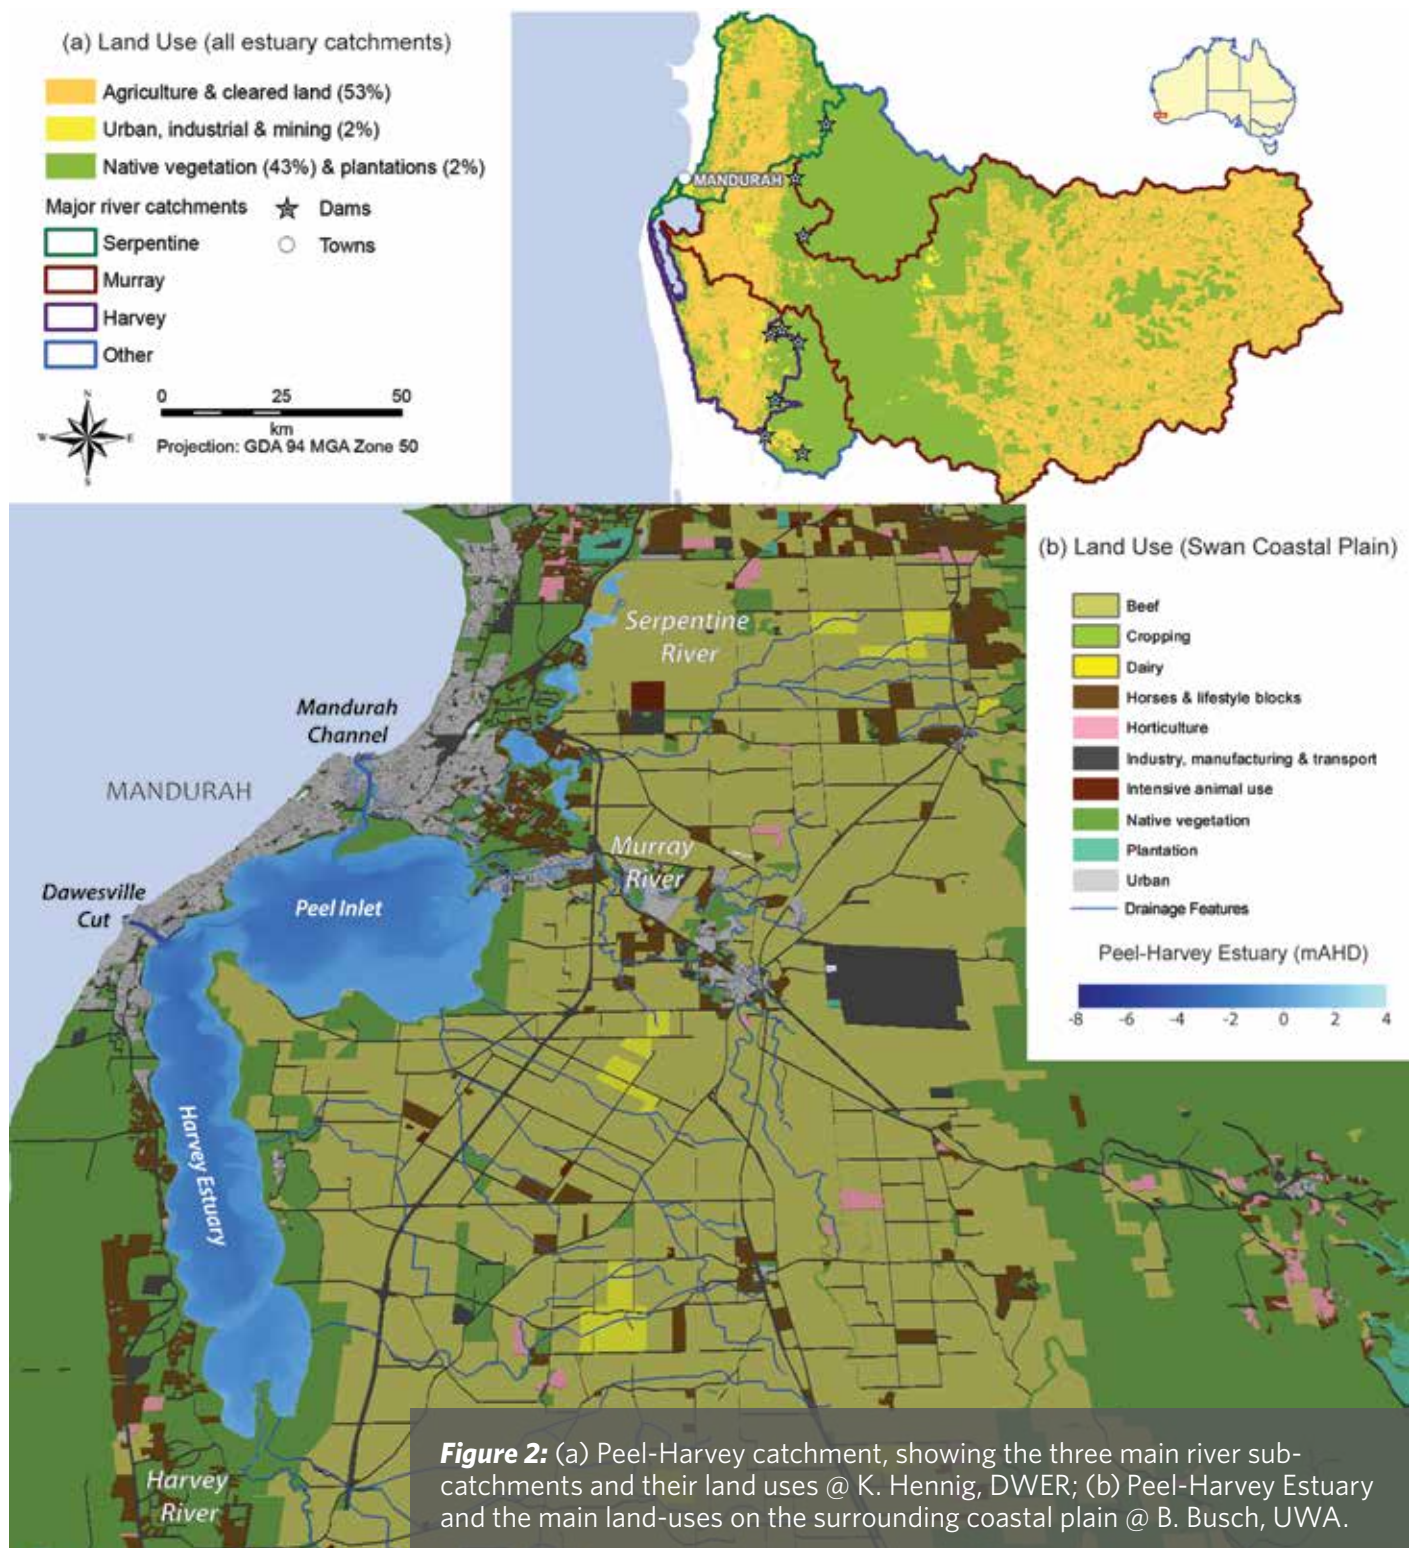 (a) Land Use (all estuary catchments)
Agriculture & cleared land (53%)
Urban, industrial & mining (2%)
Native vegetation (43%) & plantations (2%)
Major river catchments
Dams
Serpentine
Towns
Murray
Harvey
Other
N
W
E
S
0 25 50
km
Projection: GDA 94 MGA Zone 50
MANDURAH
(b) Land Use (Swan Coastal Plain)
Beef
Cropping
Dairy
Horses & lifestyle blocks
Horticulture
Industry, manufacturing & transport
Intensive animal use
Native vegetation
Plantation
Urban
Drainage Features
Peel-Harvey Estuary (mAHD)
-8 -6 -4 -2 0 2 4
Serpentine
River
Mandurah
Channel
MANDURAH
Murray
River
Dawesville
Cut
Peel Inlet
Harvey Estuary
Harvey
River
Figure 2: (a) Peel-Harvey catchment, showing the three main river sub-
catchments and their land uses @ K. Hennig, DWER; (b) Peel-Harvey Estuary
and the main land-uses on the surrounding coastal plain @ B. Busch, UWA.